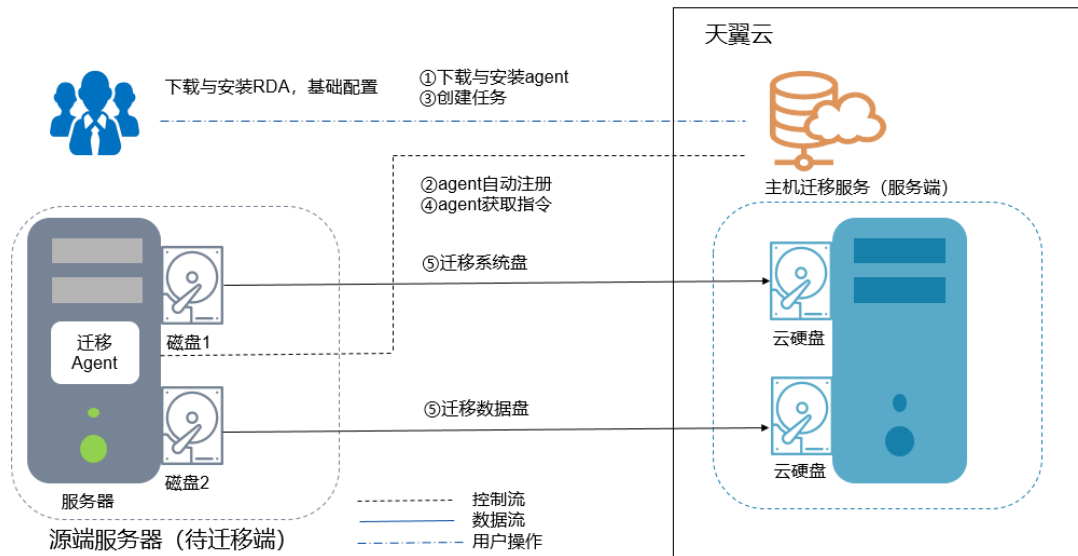 天翼云
下载与安装RDA，基础配置
①下载与安装agent
③创建任务
②agent自动注册
④agent获取指令
主机迁移服务（服务端）
⑤迁移系统盘
磁盘1
云硬盘
迁移
Agent
⑤迁移数据盘
磁盘2
云硬盘
服务器
源端服务器（待迁移端）
控制流
数据流
用户操作